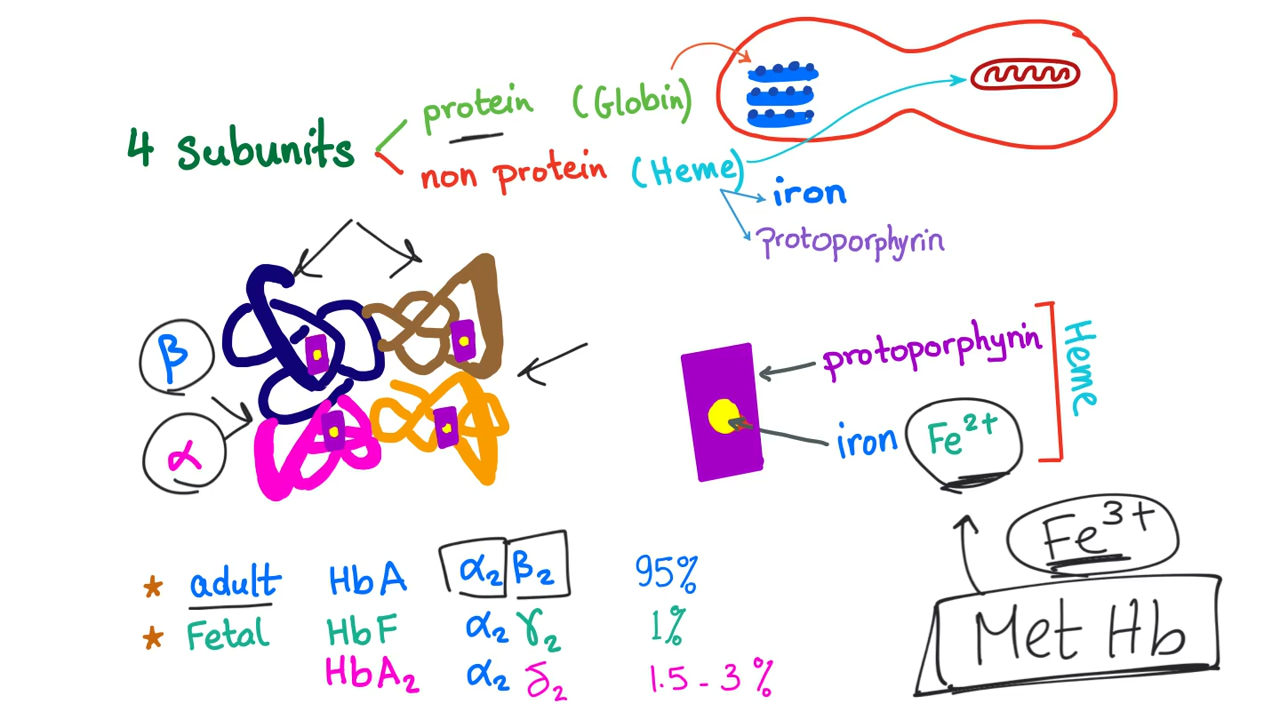 protein (Globin)
4 subunits
non protein (Heme)
iron
protoporphyrin
β
α
protoporphyrin
Heme
iron Fe²⁺
Fe³⁺
Met Hb
★ adult HbA α₂ β₂ 95%
★ Fetal HbF α₂ γ₂ 1%
HbA₂ α₂ δ₂ 1.5 - 3 %